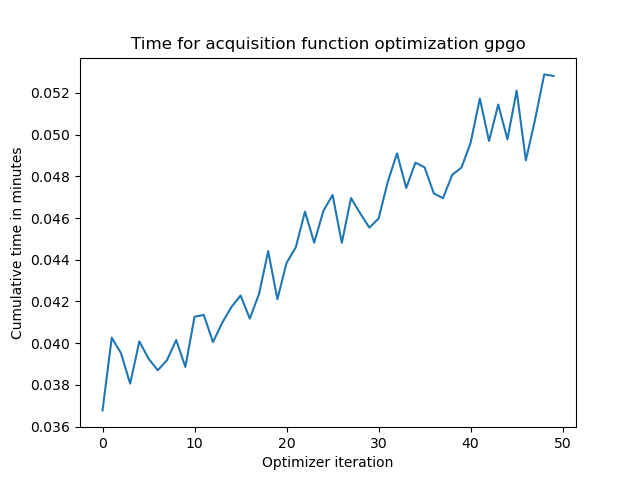 Time for acquisition function optimization gpgo
0.052
0.050
0.048
0.046
0.044
0.042
0.040
0.038
0.036
Cumulative time in minutes
0 10 20 30 40 50
Optimizer iteration